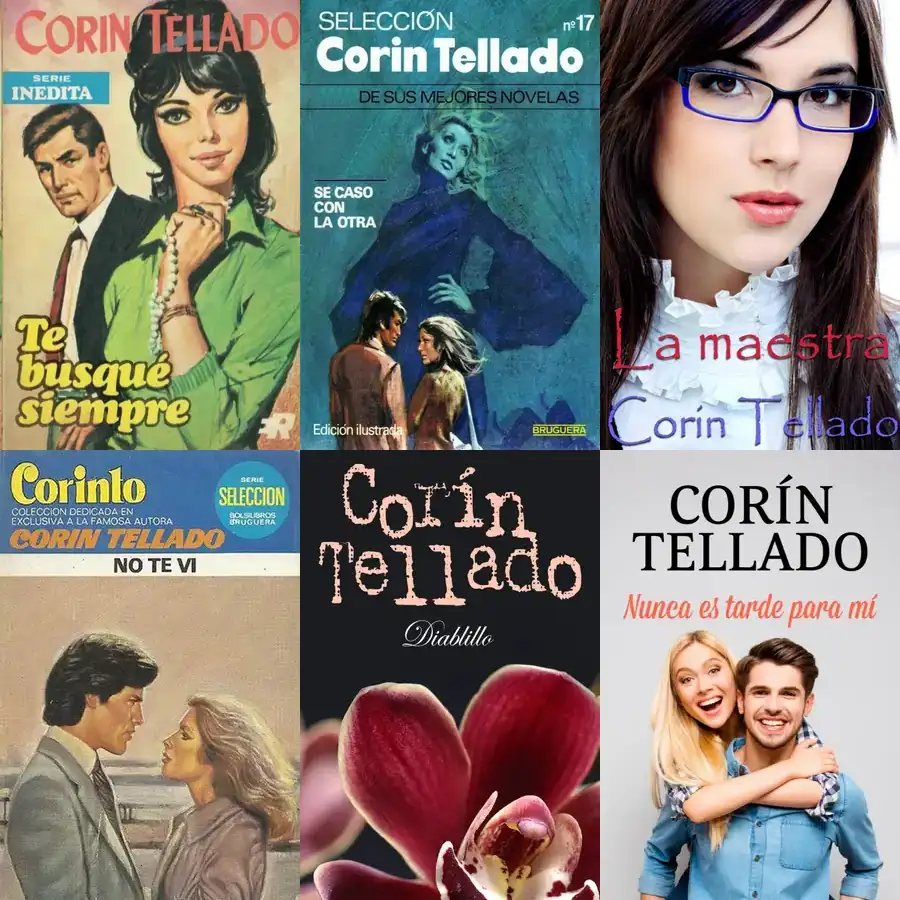 CORIN TELLADO
SERIE
INEDITA
Te
busqué
siempre
R
SELECCIÓN
nº17
Corin Tellado
DE SUS MEJORES NOVELAS
SE CASO
CON
LA OTRA
Edición ilustrada
BRUGUERA
La maestra
Corín Tellado
Corinto
COLECCION DEDICADA EN
EXCLUSIVA A LA FAMOSA AUTORA
CORIN TELLADO
SERIE
SELECCION
BOLSILIBROS
BRUGUERA
NO TE VI
Corín
Tellado
Diablillo
CORÍN
TELLADO
Nunca es tarde para mí